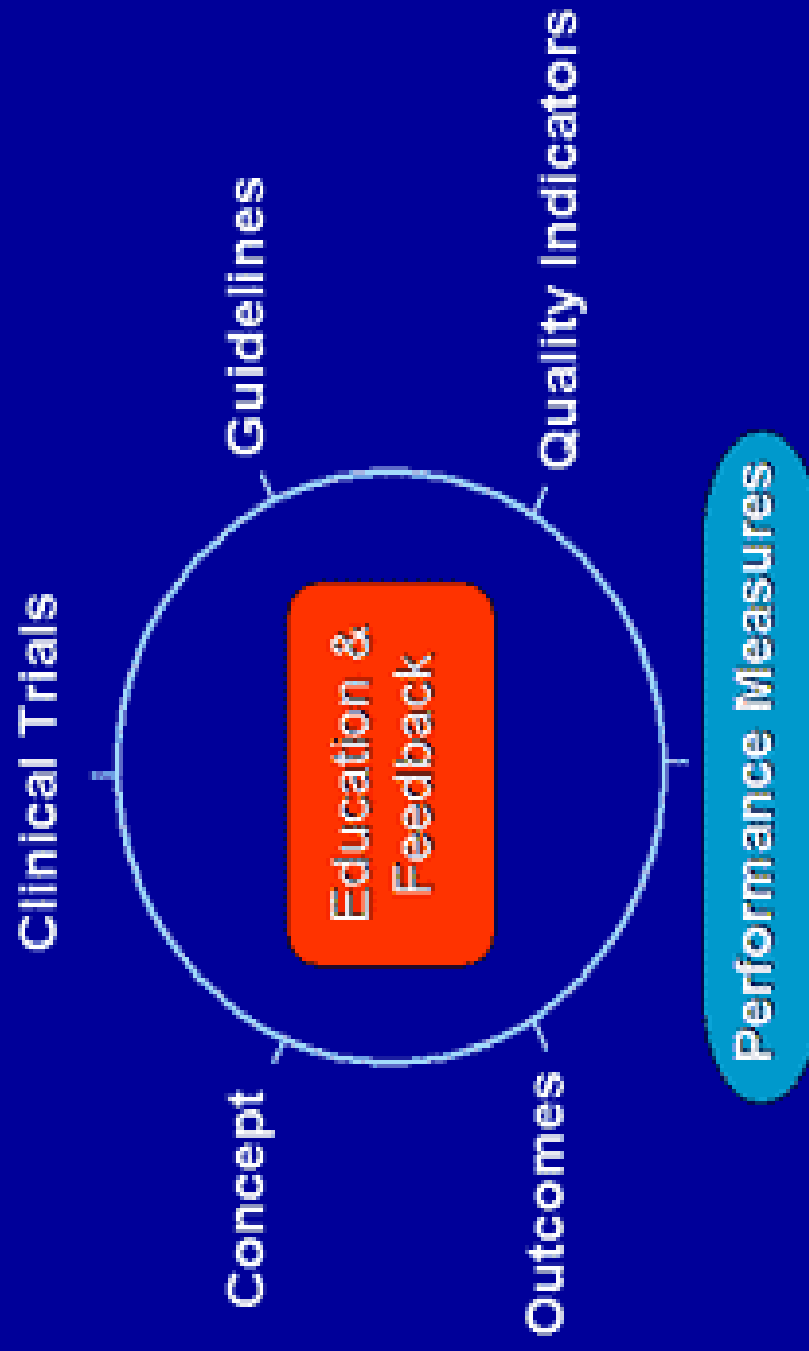 Clinical Trials
Concept
Guidelines
Education &
Feedback
Outcomes
Quality Indicators
Performance Measures